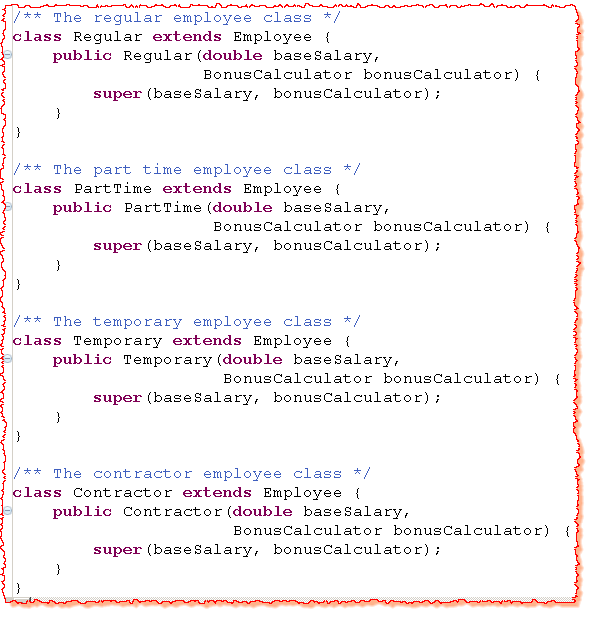 /** The regular employee class */
class Regular extends Employee {
    public Regular(double baseSalary,
                   BonusCalculator bonusCalculator) {
        super(baseSalary, bonusCalculator);
    }
}

/** The part time employee class */
class PartTime extends Employee {
    public PartTime(double baseSalary,
                    BonusCalculator bonusCalculator) {
        super(baseSalary, bonusCalculator);
    }
}

/** The temporary employee class */
class Temporary extends Employee {
    public Temporary(double baseSalary,
                     BonusCalculator bonusCalculator) {
        super(baseSalary, bonusCalculator);
    }
}

/** The contractor employee class */
class Contractor extends Employee {
    public Contractor(double baseSalary,
                      BonusCalculator bonusCalculator) {
        super(baseSalary, bonusCalculator);
    }
}